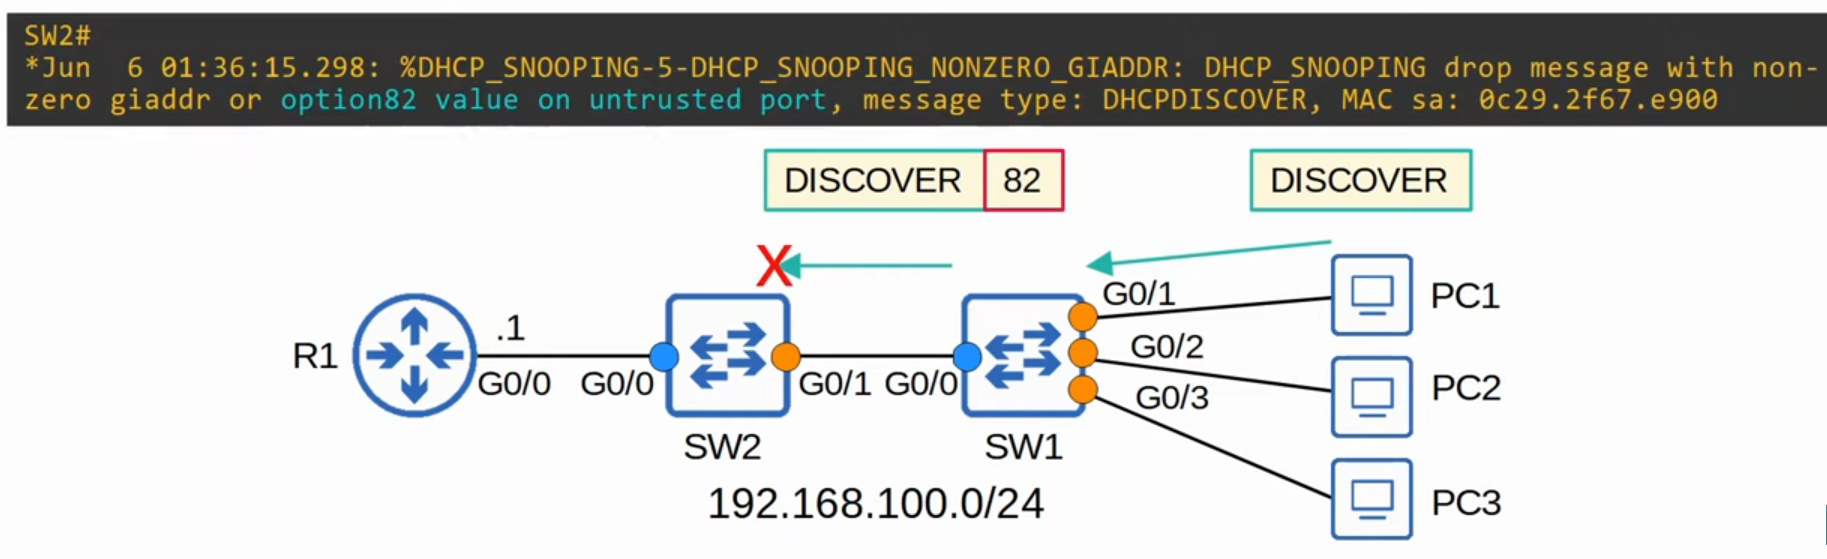 SW2#
*Jun  6 01:36:15.298: %DHCP_SNOOPING-5-DHCP_SNOOPING_NONZERO_GIADDR: DHCP_SNOOPING drop message with non-
zero giaddr or option82 value on untrusted port, message type: DHCPDISCOVER, MAC sa: 0c29.2f67.e900
DISCOVER 82 DISCOVER
X
G0/1 PC1
R1 .1 G0/2
G0/0 G0/0 G0/1 G0/0 G0/3 PC2
SW2 SW1
192.168.100.0/24 PC3